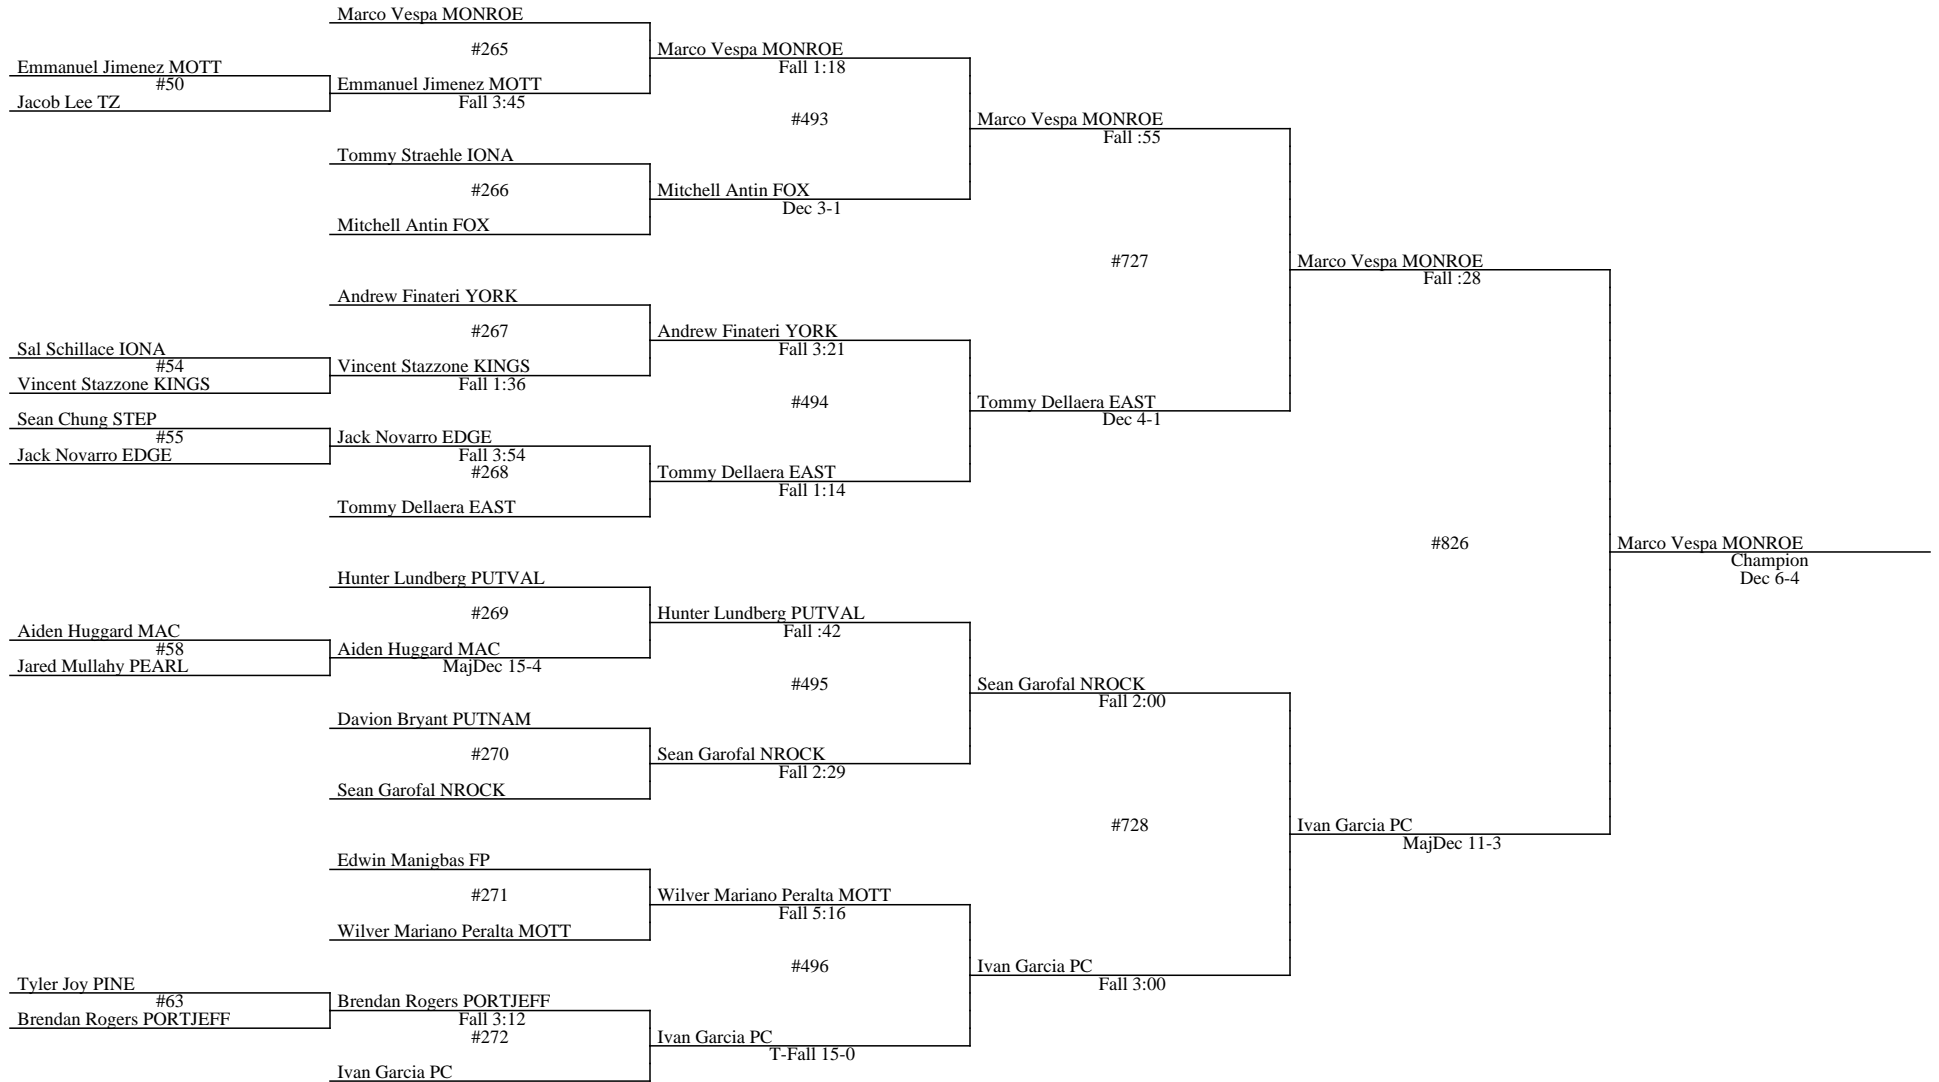 Marco Vespa MONROE
#265
Marco Vespa MONROE
Emmanuel Jimenez MOTT
Fall 1:18
#50
Emmanuel Jimenez MOTT
Jacob Lee TZ
Fall 3:45
#493
Marco Vespa MONROE
Fall :55
Tommy Straehle IONA
#266
Mitchell Antin FOX
Dec 3-1
Mitchell Antin FOX
#727
Marco Vespa MONROE
Fall :28
Andrew Finateri YORK
#267
Andrew Finateri YORK
Sal Schillace IONA
Fall 3:21
#54
Vincent Stazzone KINGS
Vincent Stazzone KINGS
Fall 1:36
#494
Tommy Dellaera EAST
Sean Chung STEP
Dec 4-1
#55
Jack Novarro EDGE
Jack Novarro EDGE
Fall 3:54
#268
Tommy Dellaera EAST
Fall 1:14
Tommy Dellaera EAST
#826
Marco Vespa MONROE
Champion
Dec 6-4
Hunter Lundberg PUTVAL
#269
Hunter Lundberg PUTVAL
Aiden Huggard MAC
Fall :42
#58
Aiden Huggard MAC
Jared Mullahy PEARL
MajDec 15-4
#495
Sean Garofal NROCK
Fall 2:00
Davion Bryant PUTNAM
#270
Sean Garofal NROCK
Fall 2:29
Sean Garofal NROCK
#728
Ivan Garcia PC
MajDec 11-3
Edwin Manigbas FP
#271
Wilver Mariano Peralta MOTT
Fall 5:16
Wilver Mariano Peralta MOTT
#496
Ivan Garcia PC
Fall 3:00
Tyler Joy PINE
#63
Brendan Rogers PORTJEFF
Brendan Rogers PORTJEFF
Fall 3:12
#272
Ivan Garcia PC
T-Fall 15-0
Ivan Garcia PC